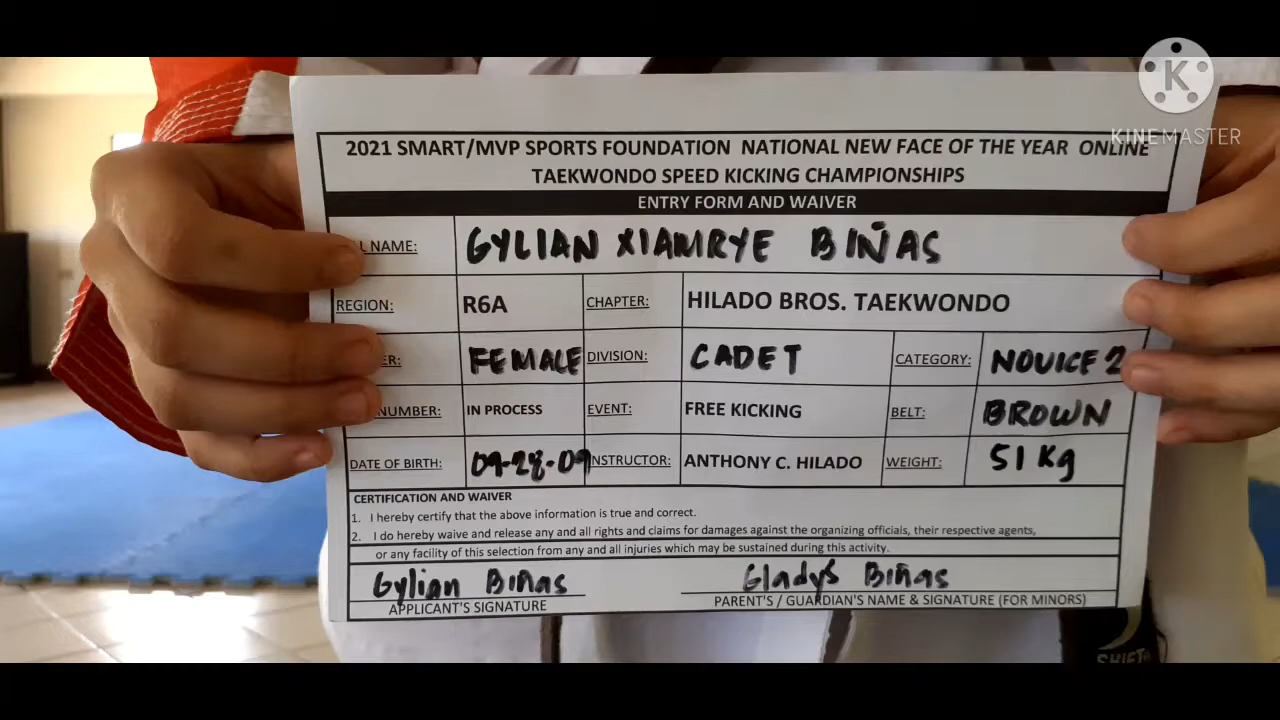 K
KINEMASTER
2021 SMART/MVP SPORTS FOUNDATION NATIONAL NEW FACE OF THE YEAR ONLINE
TAEKWONDO SPEED KICKING CHAMPIONSHIPS
ENTRY FORM AND WAIVER
NAME: GYLIAN XIAMRYE BIÑAS
REGION: R6A CHAPTER: HILADO BROS. TAEKWONDO
FEMALE DIVISION: CADET CATEGORY: NOVICE 2
NUMBER: IN PROCESS EVENT: FREE KICKING BELT: BROWN
DATE OF BIRTH: 09-28-09 INSTRUCTOR: ANTHONY C. HILADO WEIGHT: 51 Kg
CERTIFICATION AND WAIVER
1. I hereby certify that the above information is true and correct.
2. I do hereby waive and release any and all rights and claims for damages against the organizing officials, their respective agents,
or any facility of this selection from any and all injuries which may be sustained during this activity.
Gylian Biñas Gladys Biñas
APPLICANT'S SIGNATURE PARENT'S / GUARDIAN'S NAME & SIGNATURE (FOR MINORS)